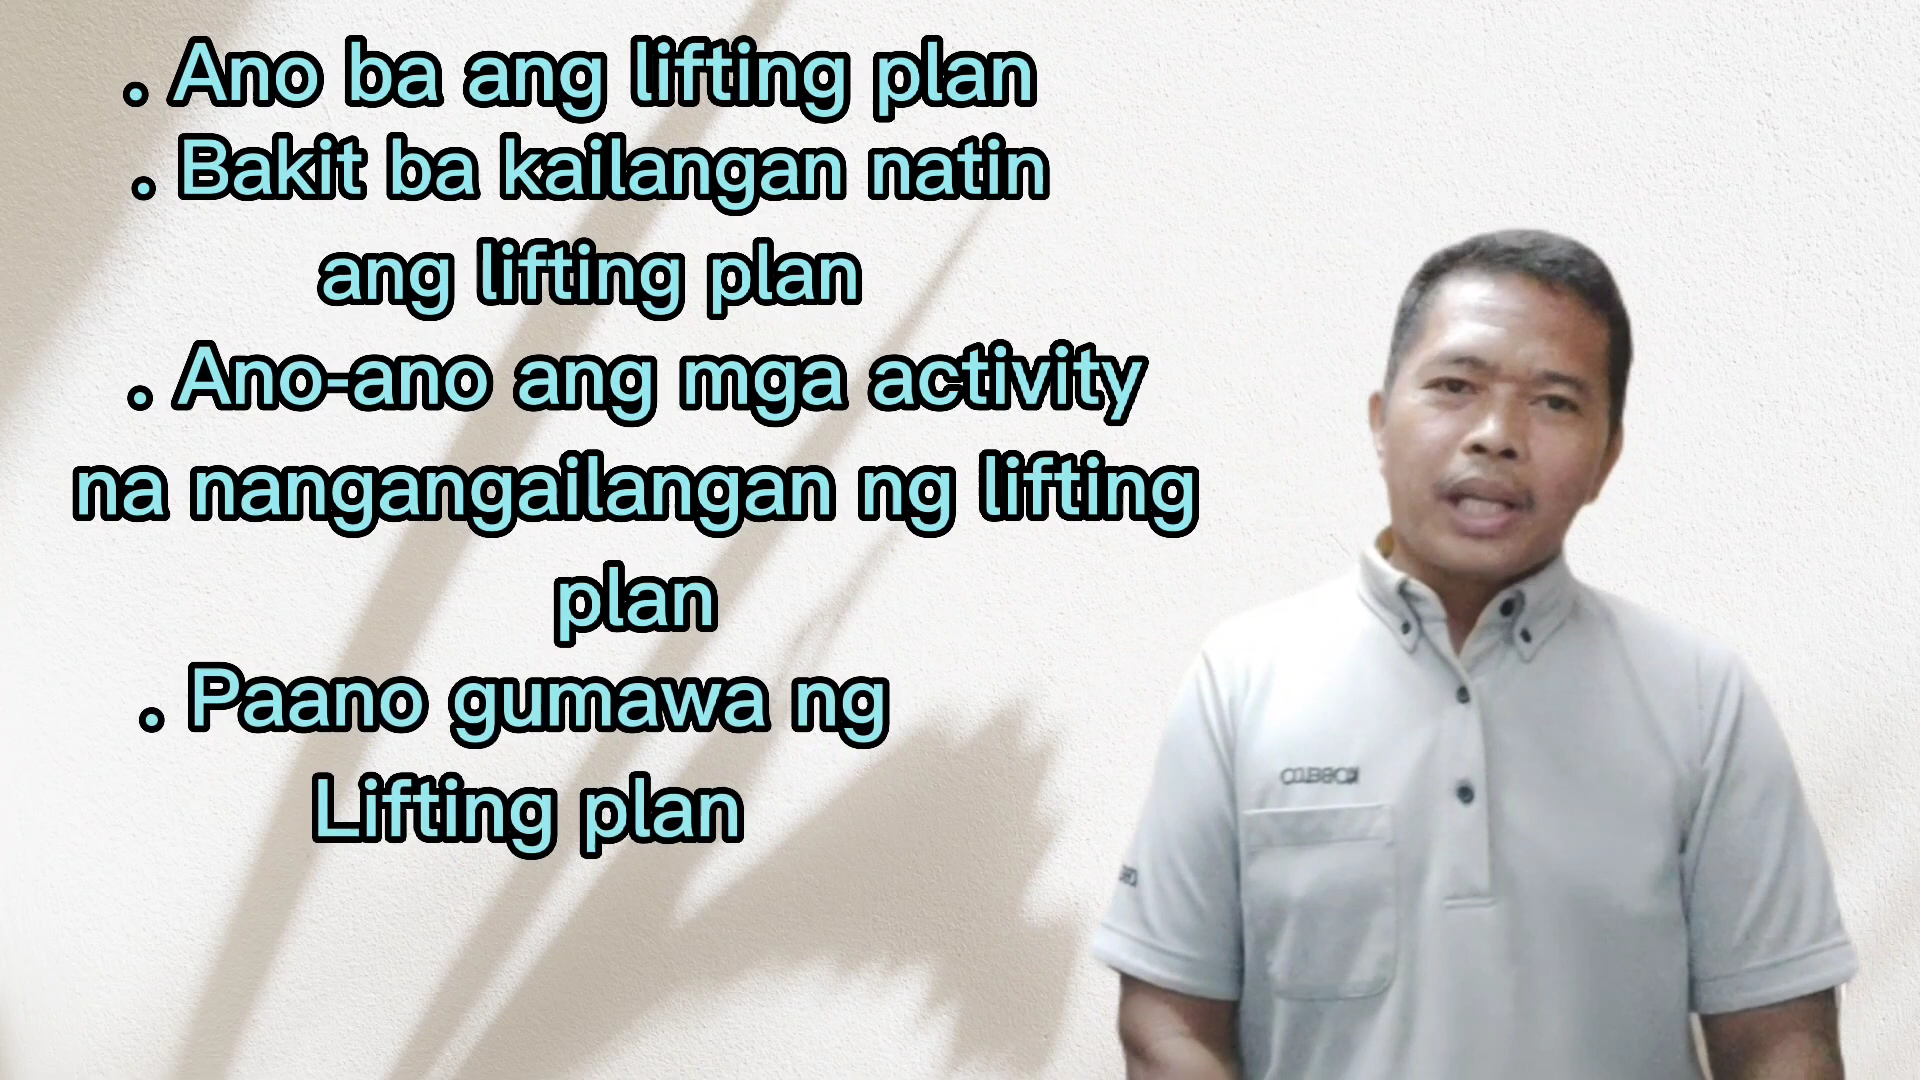 . Ano ba ang lifting plan
. Bakit ba kailangan natin
ang lifting plan
. Ano-ano ang mga activity
na nangangailangan ng lifting
plan
. Paano gumawa ng
Lifting plan